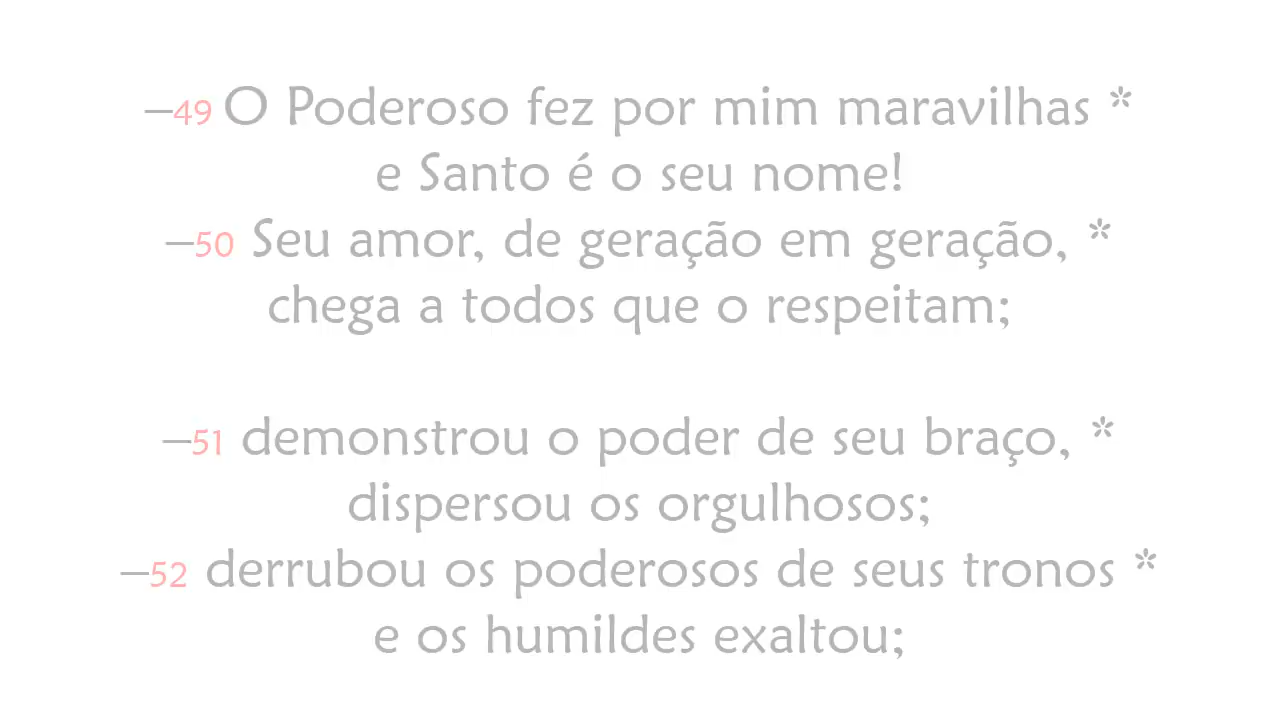 –49 O Poderoso fez por mim maravilhas *
e Santo é o seu nome!
–50 Seu amor, de geração em geração, *
chega a todos que o respeitam;
–51 demonstrou o poder de seu braço, *
dispersou os orgulhosos;
–52 derrubou os poderosos de seus tronos *
e os humildes exaltou;